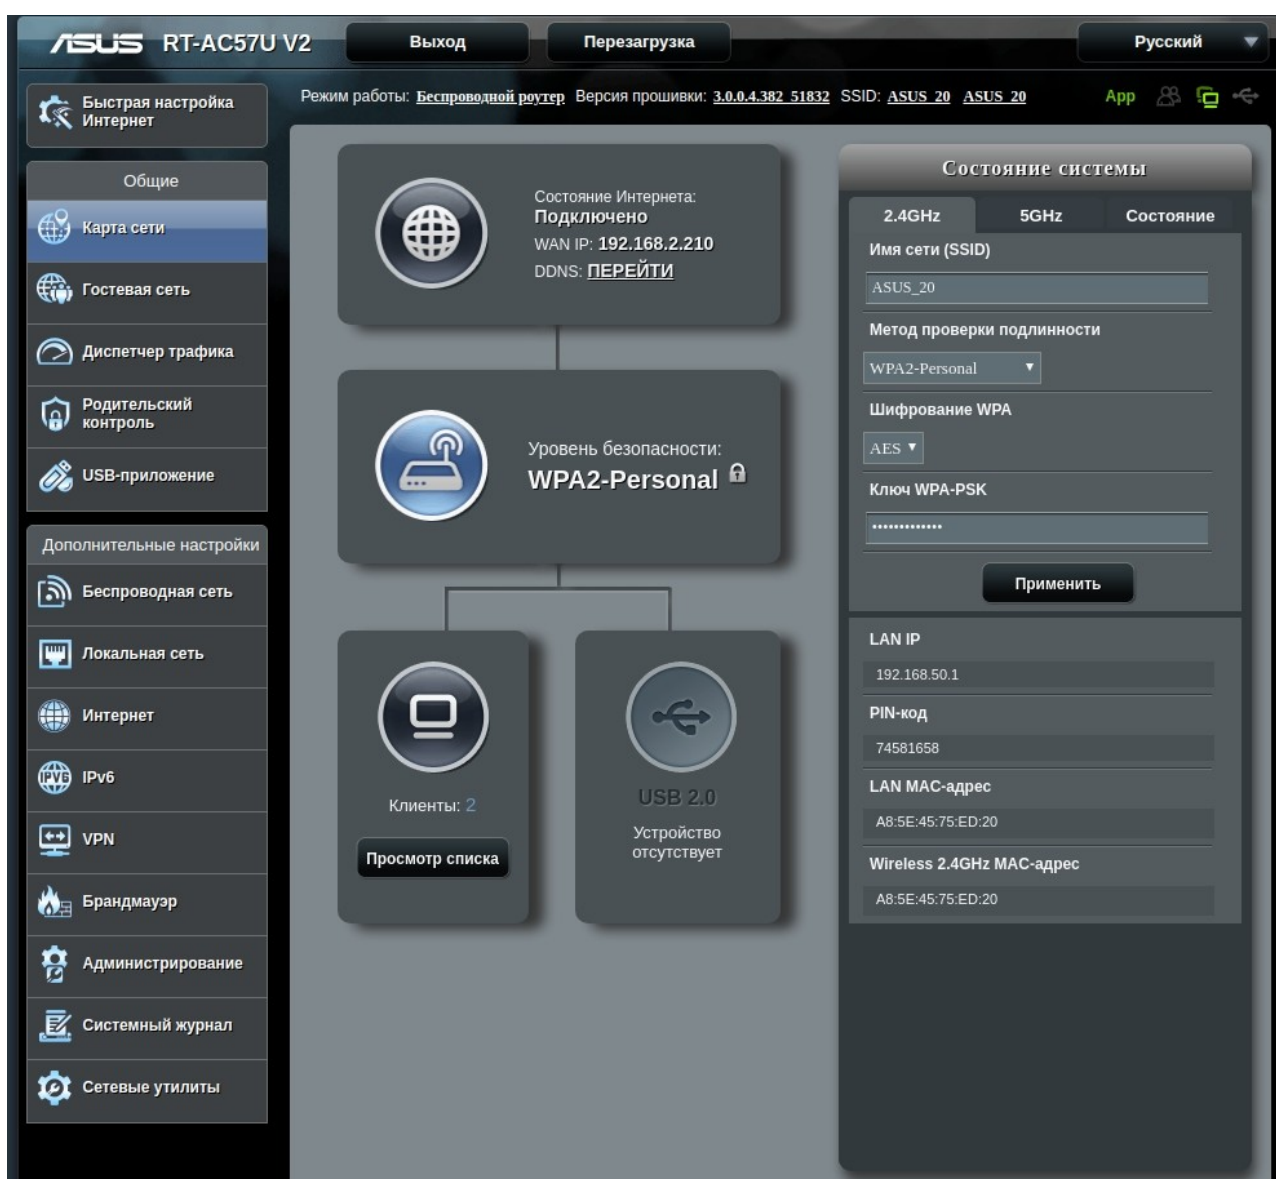 ASUS RT-AC57U V2 Выход Перезагрузка Русский
Быстрая настройка Интернет
Режим работы: Беспроводной роутер Версия прошивки: 3.0.0.4.382_51832 SSID: ASUS_20 ASUS_20 App
Общие
Карта сети
Гостевая сеть
Диспетчер трафика
Родительский
контроль
USB-приложение
Дополнительные настройки
Беспроводная сеть
Локальная сеть
Интернет
IPv6
VPN
Брандмауэр
Администрирование
Системный журнал
Сетевые утилиты
Состояние Интернета:
Подключено
WAN IP: 192.168.2.210
DDNS: ПЕРЕЙТИ
Уровень безопасности:
WPA2-Personal
Клиенты: 2
Просмотр списка
USB 2.0
Устройство
отсутствует
Состояние системы
2.4GHz 5GHz Состояние
Имя сети (SSID)
ASUS_20
Метод проверки подлинности
WPA2-Personal
Шифрование WPA
AES
Ключ WPA-PSK
•••••••••••••
Применить
LAN IP
192.168.50.1
PIN-код
74581658
LAN MAC-адрес
A8:5E:45:75:ED:20
Wireless 2.4GHz MAC-адрес
A8:5E:45:75:ED:20